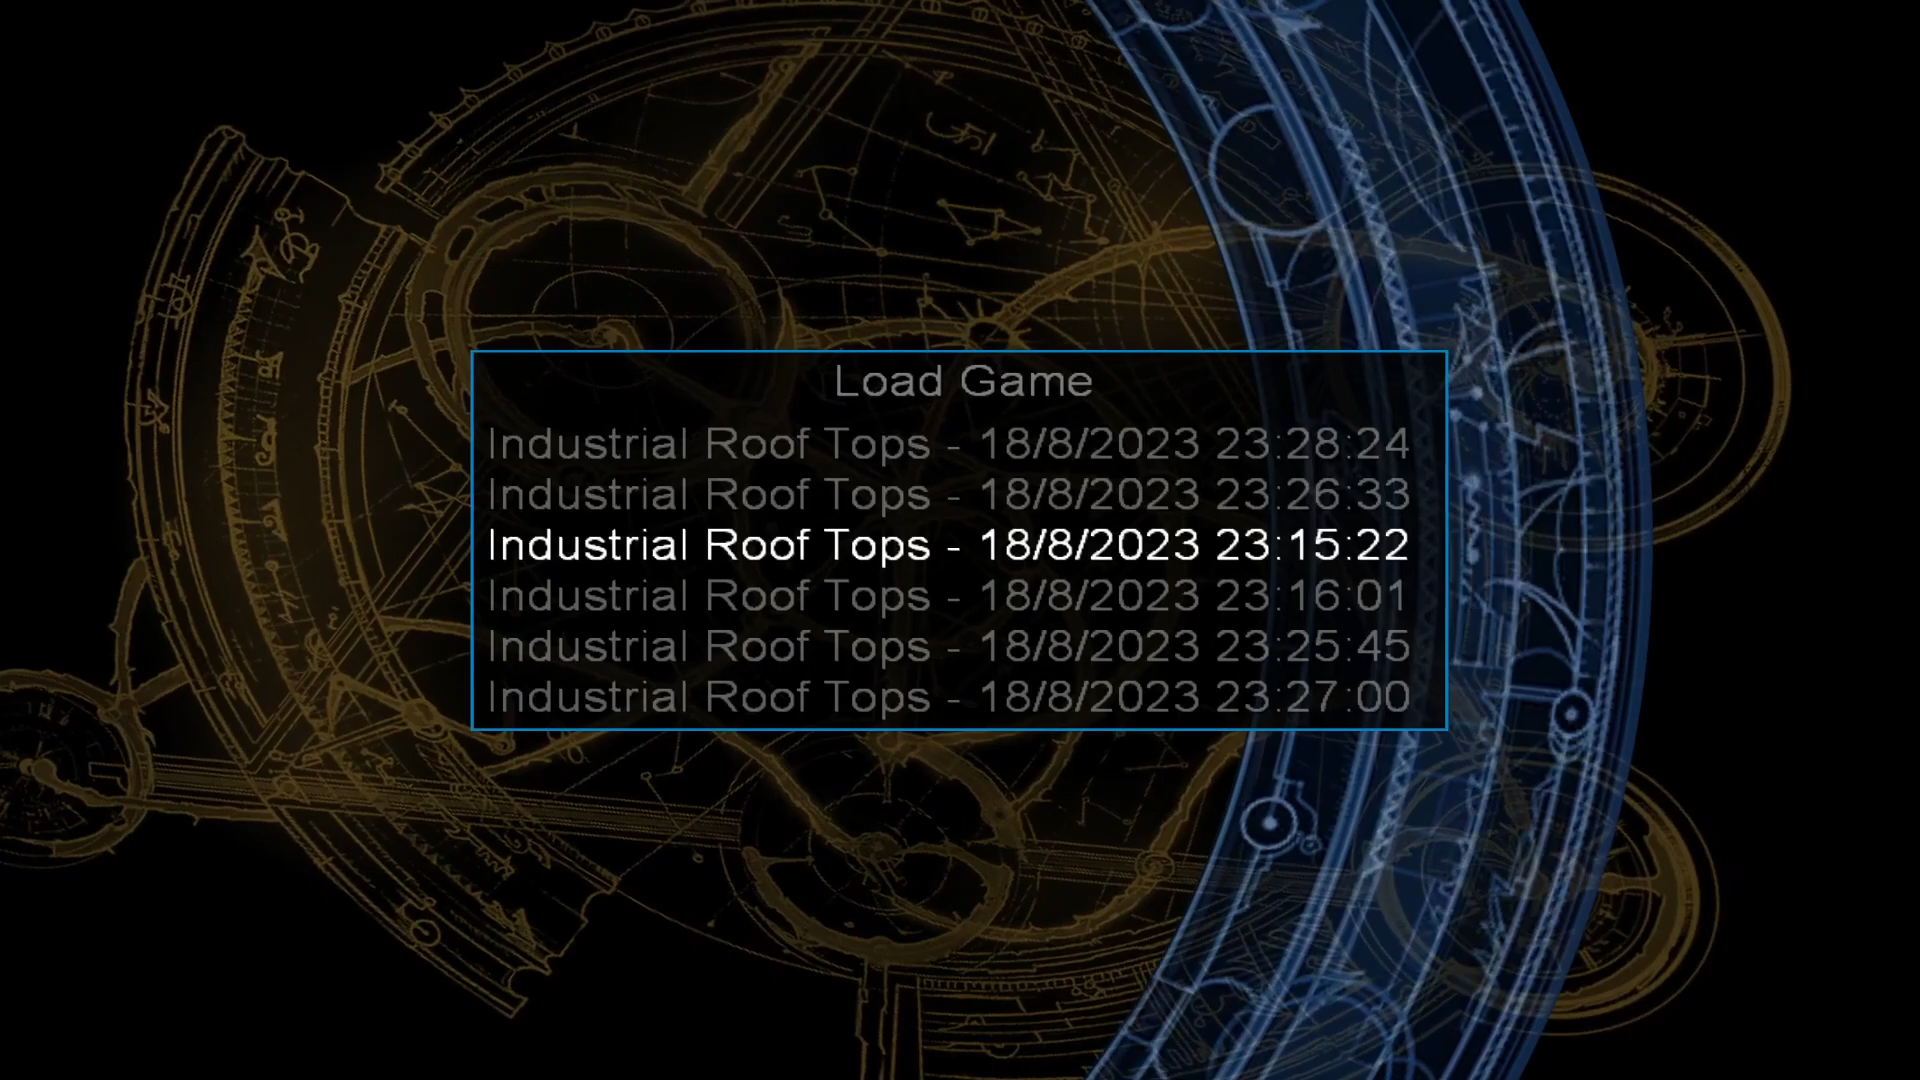 Load Game
Industrial Roof Tops - 18/8/2023 23:28:24
Industrial Roof Tops - 18/8/2023 23:26:33
Industrial Roof Tops - 18/8/2023 23:15:22
Industrial Roof Tops - 18/8/2023 23:16:01
Industrial Roof Tops - 18/8/2023 23:25:45
Industrial Roof Tops - 18/8/2023 23:27:00